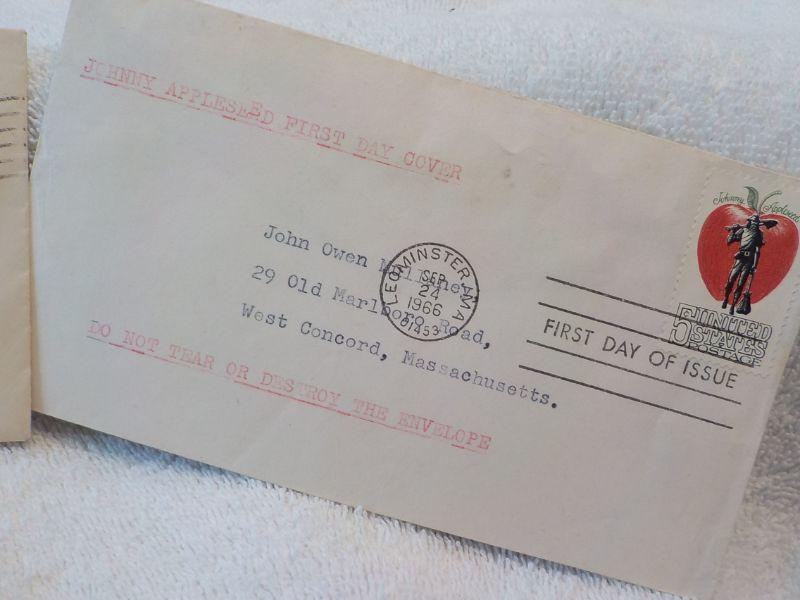 JOHNNY APPLESEED FIRST DAY COVER
Johnny Appleseed
5¢ UNITED
STATES
POSTAGE
John Owen
29 Old Marlboro Road,
West Concord, Massachusetts.
LEOMINSTER, MA
SEP
24
1966
01453
FIRST DAY OF ISSUE
DO NOT TEAR OR DESTROY THE ENVELOPE